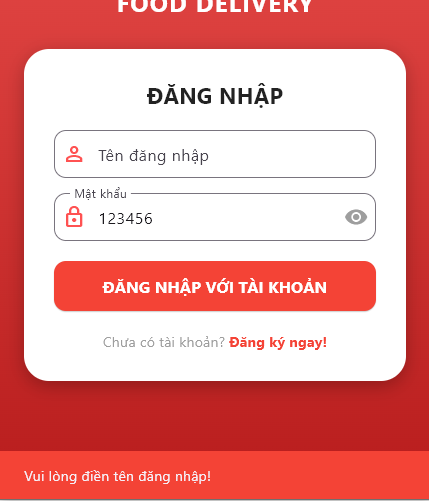 FOOD DELIVERY
ĐĂNG NHẬP
Tên đăng nhập
Mật khẩu
123456
ĐĂNG NHẬP VỚI TÀI KHOẢN
Chưa có tài khoản? Đăng ký ngay!
Vui lòng điền tên đăng nhập!